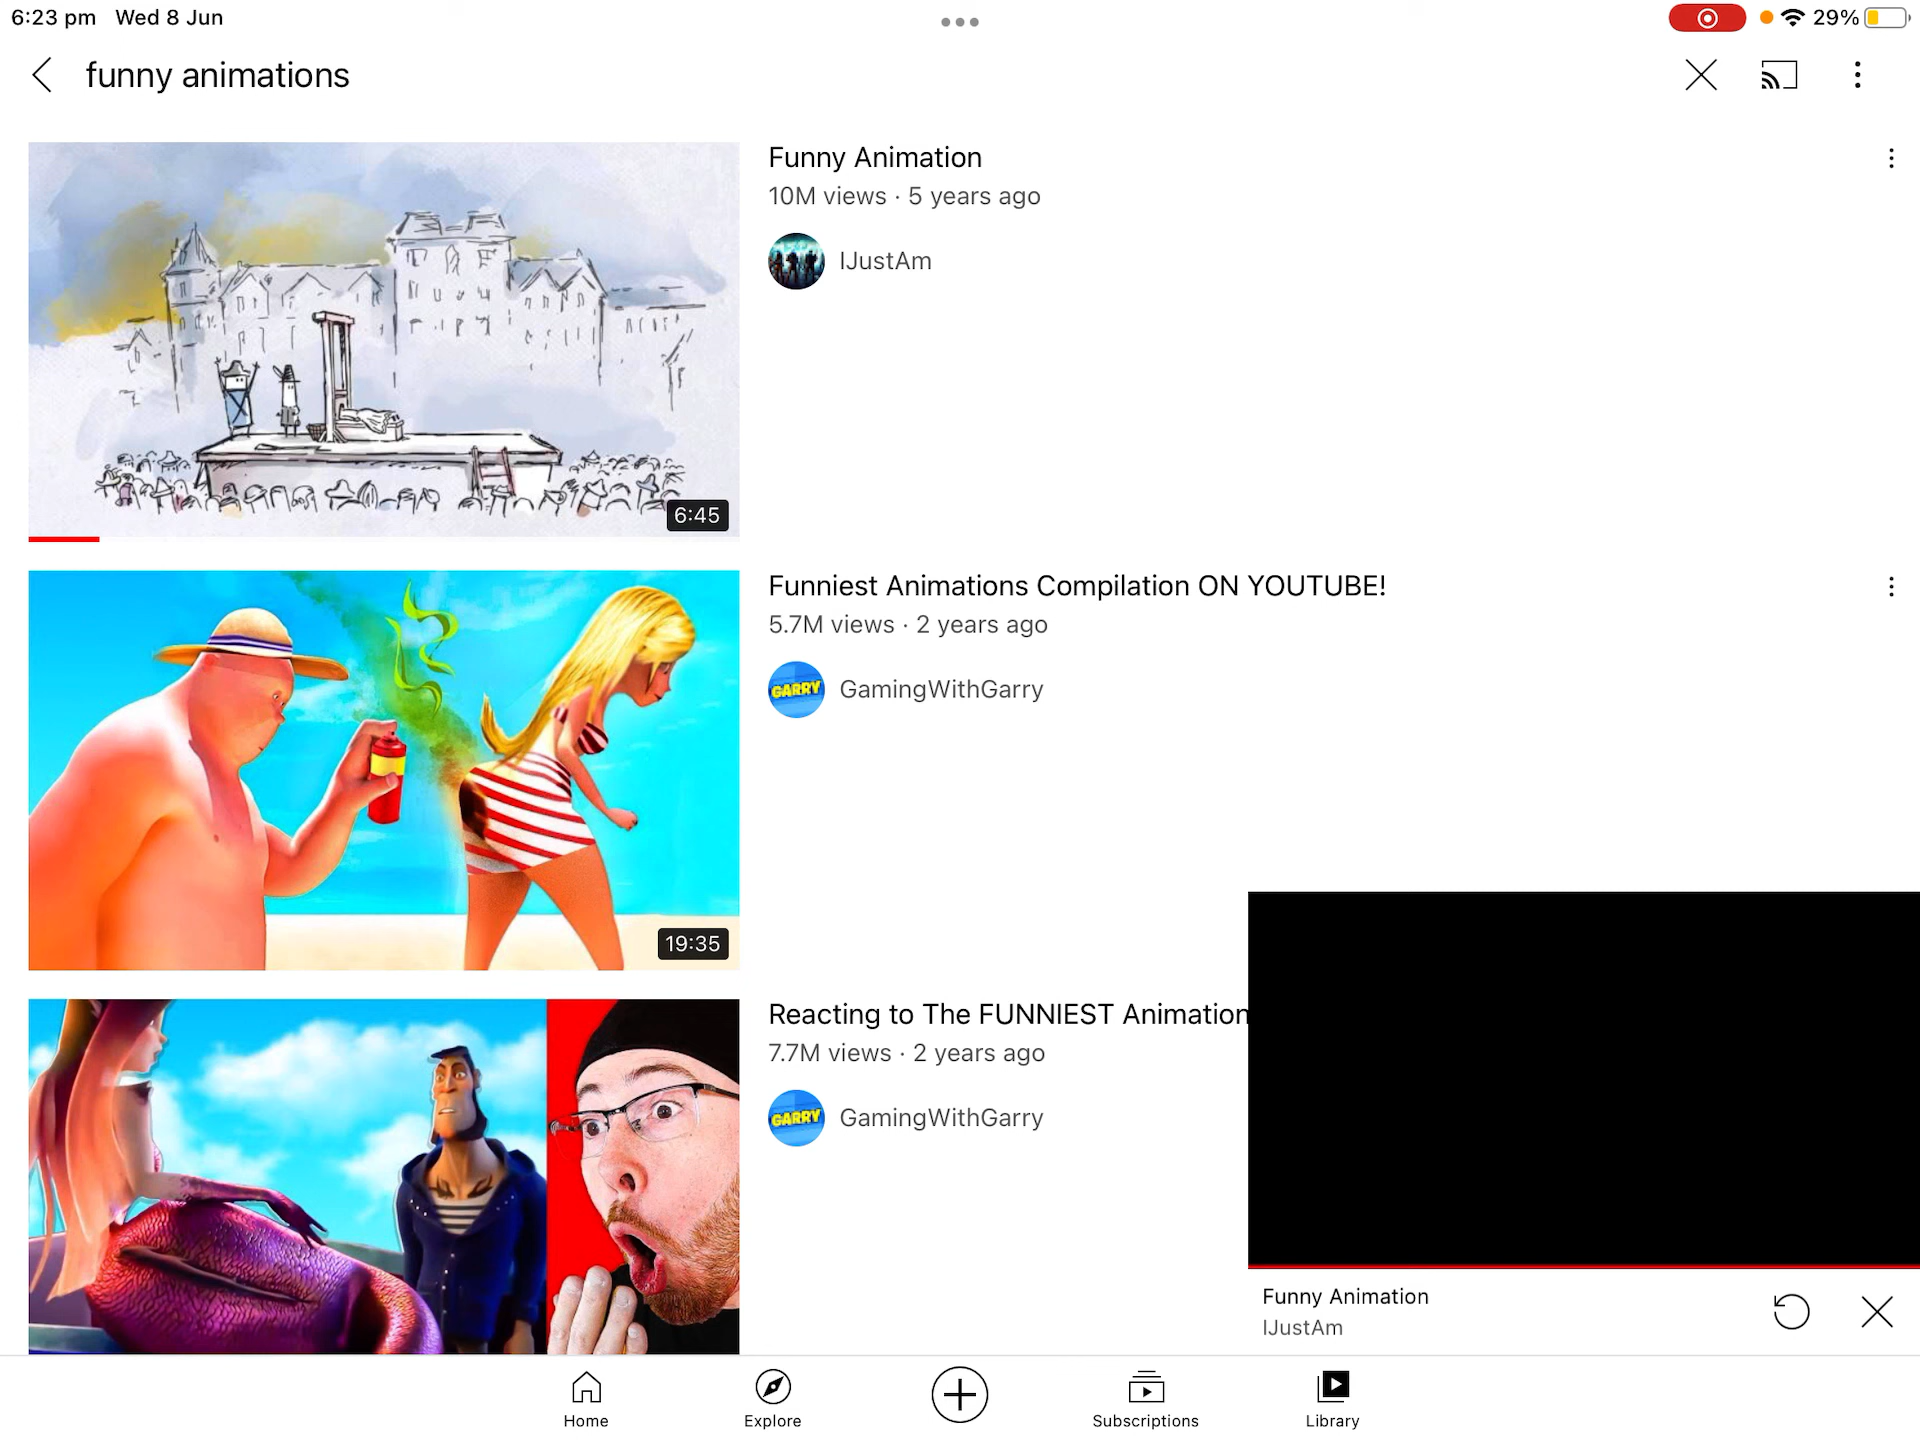 6:23 pm Wed 8 Jun
29%
funny animations
Funny Animation
10M views · 5 years ago
IJustAm
6:45
Funniest Animations Compilation ON YOUTUBE!
5.7M views · 2 years ago
GARRY
GamingWithGarry
19:35
Reacting to The FUNNIEST Animation
7.7M views · 2 years ago
GARRY
GamingWithGarry
Funny Animation
IJustAm
Home
Explore
Subscriptions
Library